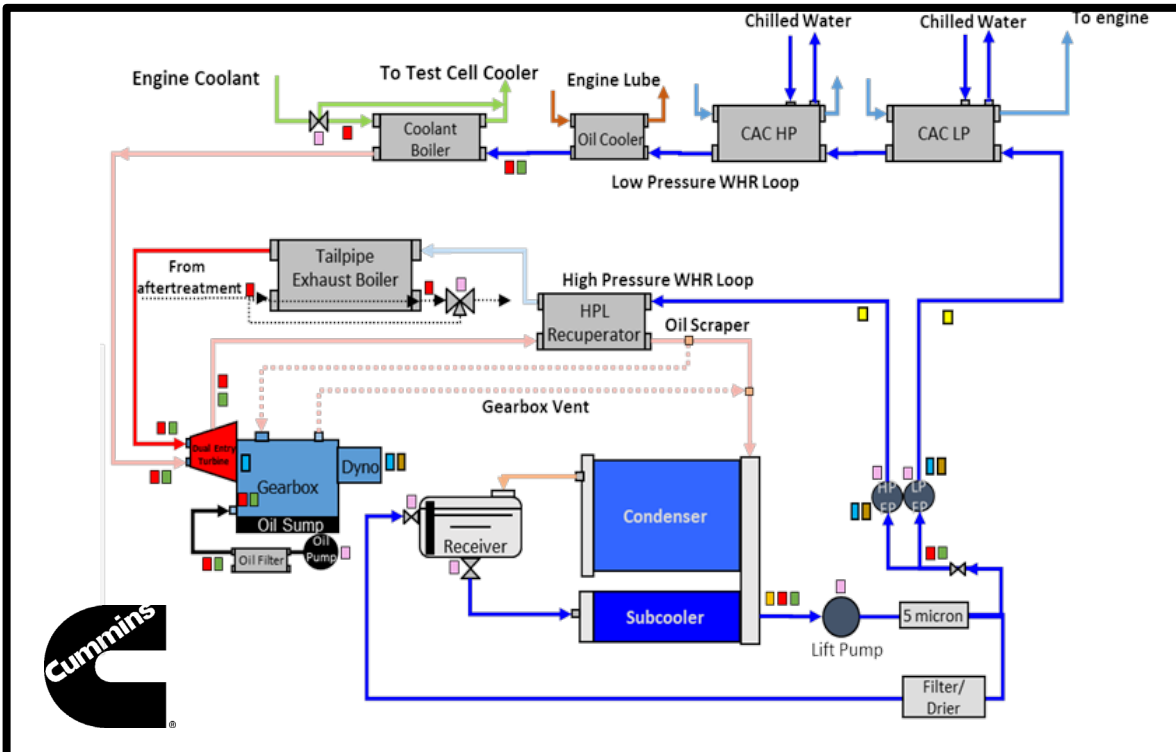 Chilled Water
Chilled Water
To engine
Engine Coolant
To Test Cell Cooler
Engine Lube
Coolant
Boiler
Oil Cooler
CAC HP
CAC LP
Low Pressure WHR Loop
Tailpipe
Exhaust Boiler
From
aftertreatment
High Pressure WHR Loop
HPL
Recuperator
Oil Scraper
Gearbox Vent
Dual Entry
Turbine
Gearbox
Dyno
Oil Sump
Oil Filter
Oil
Pump
Receiver
Condenser
Subcooler
HP
FP
LP
FP
Lift Pump
5 micron
Filter/
Drier
Cummins
®